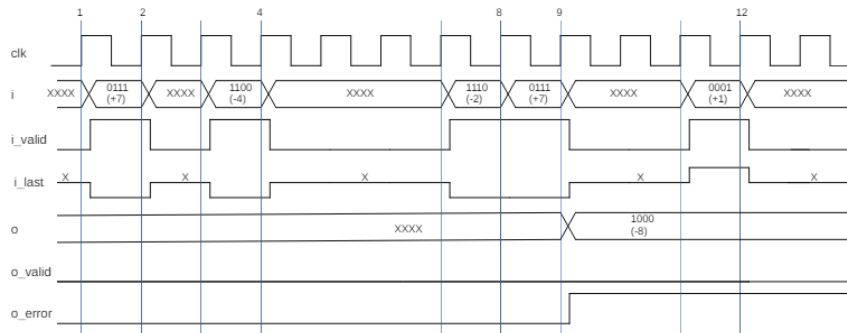 1 2 4 8 9 12
clk
i XXXX 0111 XXXX 1100 XXXX 1110 0111 XXXX 0001 XXXX
(+7) (-4) (-2) (+7) (+1)
i_valid
i_last X X X X X
o XXXX 1000
(-8)
o_valid
o_error